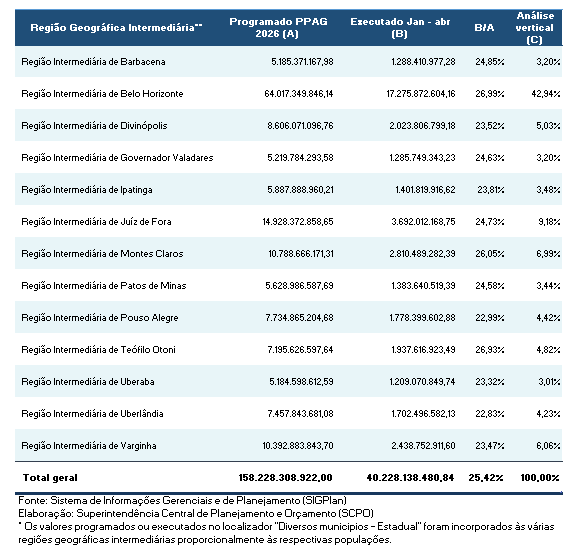 Região Geográfica Intermediária** Programado PPAG 2026 (A) Executado Jan - abr (B) B/A Análise vertical (C)
Região Intermediária de Barbacena 5.185.371.167,98 1.288.410.977,28 24,85% 3,20%
Região Intermediária de Belo Horizonte 64.017.349.846,14 17.275.872.604,16 26,99% 42,94%
Região Intermediária de Divinópolis 8.606.071.096,76 2.023.806.799,18 23,52% 5,03%
Região Intermediária de Governador Valadares 5.219.784.293,58 1.285.749.343,23 24,63% 3,20%
Região Intermediária de Ipatinga 5.887.888.960,21 1.401.819.916,62 23,81% 3,48%
Região Intermediária de Juíz de Fora 14.928.372.858,65 3.692.012.168,75 24,73% 9,18%
Região Intermediária de Montes Claros 10.788.666.171,31 2.810.489.282,39 26,05% 6,99%
Região Intermediária de Patos de Minas 5.628.986.587,69 1.383.640.519,39 24,58% 3,44%
Região Intermediária de Pouso Alegre 7.734.865.204,68 1.778.399.602,88 22,99% 4,42%
Região Intermediária de Teófilo Otoni 7.195.626.597,64 1.937.616.923,49 26,93% 4,82%
Região Intermediária de Uberaba 5.184.598.612,59 1.209.070.849,74 23,32% 3,01%
Região Intermediária de Uberlândia 7.457.843.681,08 1.702.496.582,13 22,83% 4,23%
Região Intermediária de Varginha 10.392.883.843,70 2.438.752.911,60 23,47% 6,06%
Total geral 158.228.308.922,00 40.228.138.480,84 25,42% 100,00%
Fonte: Sistema de Informações Gerenciais e de Planejamento (SIGPlan)
Elaboração: Superintendência Central de Planejamento e Orçamento (SCPO)
* Os valores programados ou executados no localizador "Diversos municípios - Estadual" foram incorporados às várias
regiões geográficas intermediárias proporcionalmente às respectivas populações.